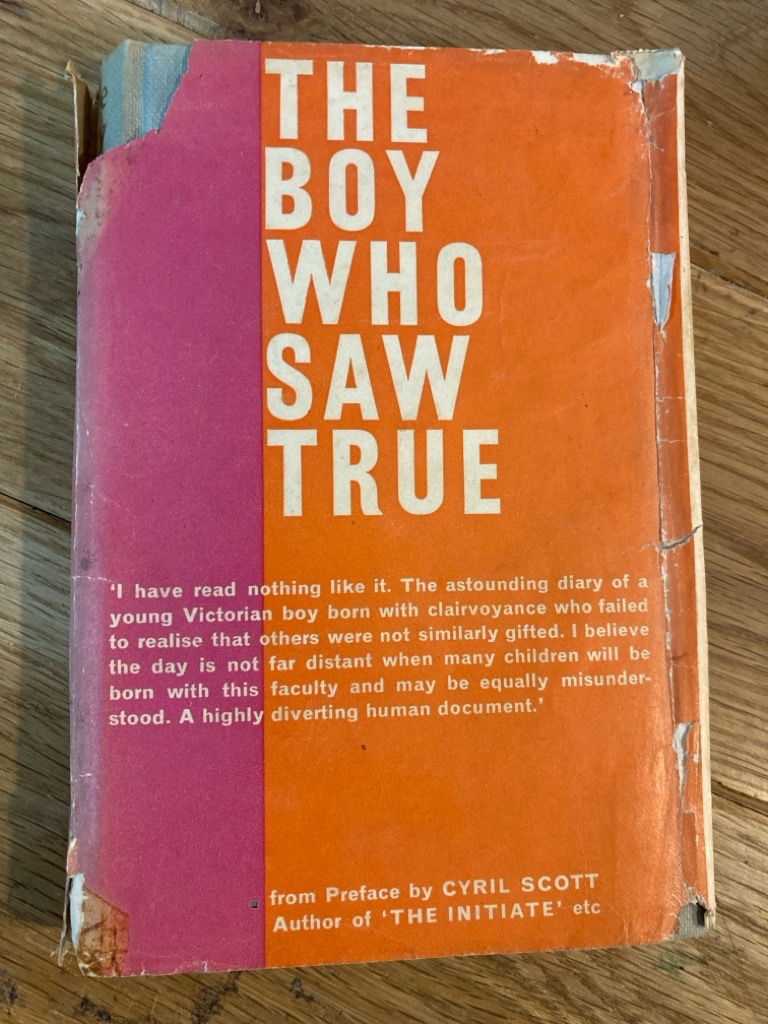 THE
BOY
WHO
SAW
TRUE
'I have read nothing like it. The astounding diary of a
young Victorian boy born with clairvoyance who failed
to realise that others were not similarly gifted. I believe
the day is not far distant when many children will be
born with this faculty and may be equally misunder-
stood. A highly diverting human document.'
from Preface by CYRIL SCOTT
Author of 'THE INITIATE' etc